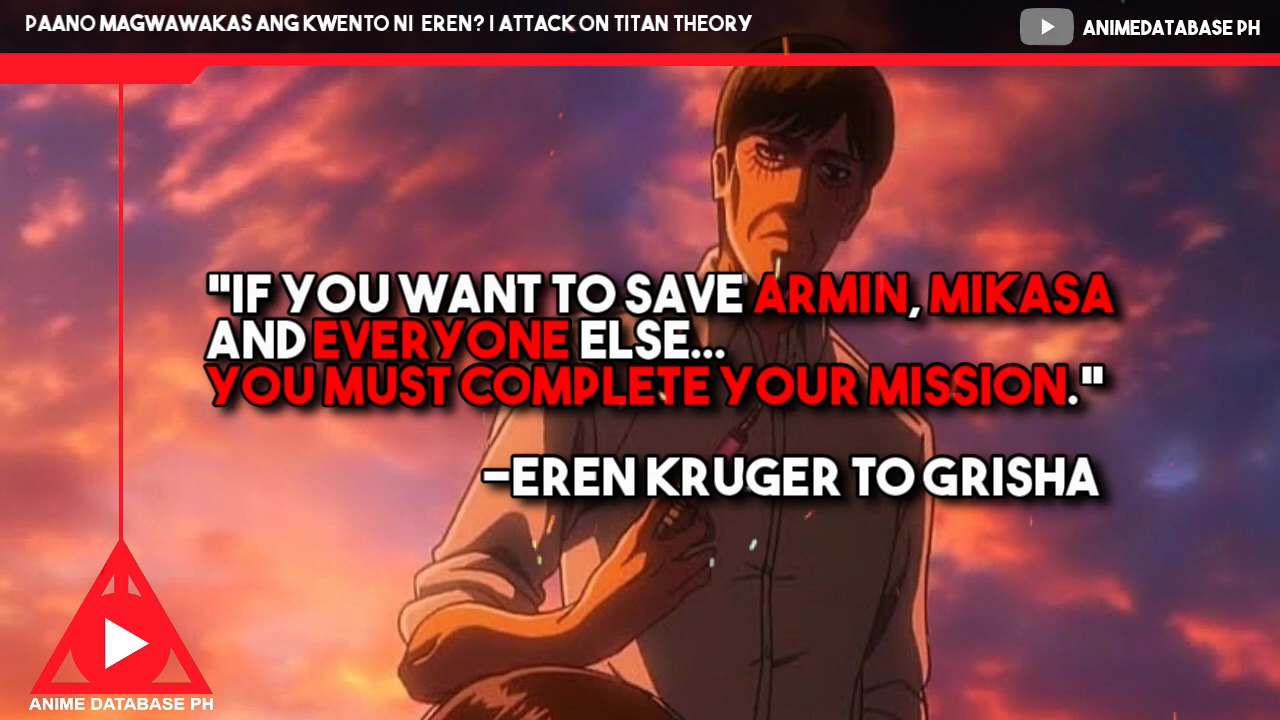 PAANO MAGWAWAKAS ANG KWENTO NI EREN? | ATTACK ON TITAN THEORY
ANIMEDATABASE PH
"IF YOU WANT TO SAVE ARMIN, MIKASA
AND EVERYONE ELSE...
YOU MUST COMPLETE YOUR MISSION."
-EREN KRUGER TO GRISHA
ANIME DATABASE PH